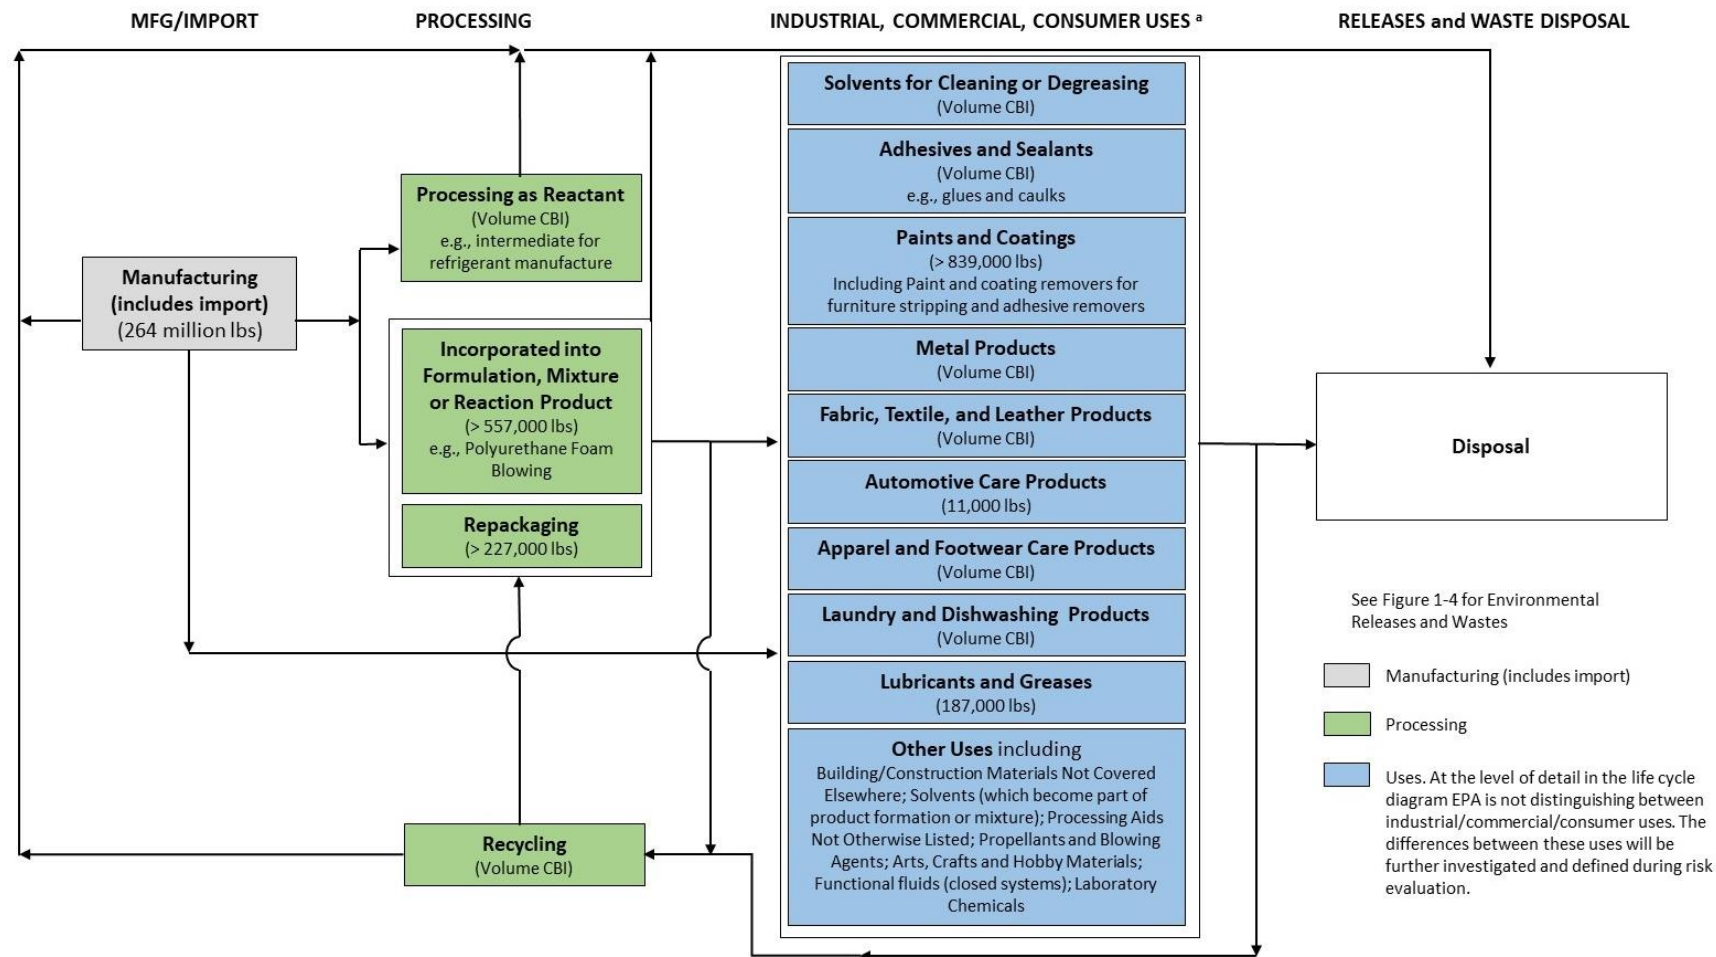 MFG/IMPORT
PROCESSING
INDUSTRIAL, COMMERCIAL, CONSUMER USES ᵃ
RELEASES and WASTE DISPOSAL
Manufacturing
(includes import)
(264 million lbs)
Processing as Reactant
(Volume CBI)
e.g., intermediate for
refrigerant manufacture
Incorporated into
Formulation, Mixture
or Reaction Product
(> 557,000 lbs)
e.g., Polyurethane Foam
Blowing
Repackaging
(> 227,000 lbs)
Recycling
(Volume CBI)
Solvents for Cleaning or Degreasing
(Volume CBI)
Adhesives and Sealants
(Volume CBI)
e.g., glues and caulks
Paints and Coatings
(> 839,000 lbs)
Including Paint and coating removers for
furniture stripping and adhesive removers
Metal Products
(Volume CBI)
Fabric, Textile, and Leather Products
(Volume CBI)
Automotive Care Products
(11,000 lbs)
Apparel and Footwear Care Products
(Volume CBI)
Laundry and Dishwashing Products
(Volume CBI)
Lubricants and Greases
(187,000 lbs)
Other Uses including
Building/Construction Materials Not Covered
Elsewhere; Solvents (which become part of
product formation or mixture); Processing Aids
Not Otherwise Listed; Propellants and Blowing
Agents; Arts, Crafts and Hobby Materials;
Functional fluids (closed systems); Laboratory
Chemicals
Disposal
See Figure 1-4 for Environmental
Releases and Wastes
Manufacturing (includes import)
Processing
Uses. At the level of detail in the life cycle
diagram EPA is not distinguishing between
industrial/commercial/consumer uses. The
differences between these uses will be
further investigated and defined during risk
evaluation.